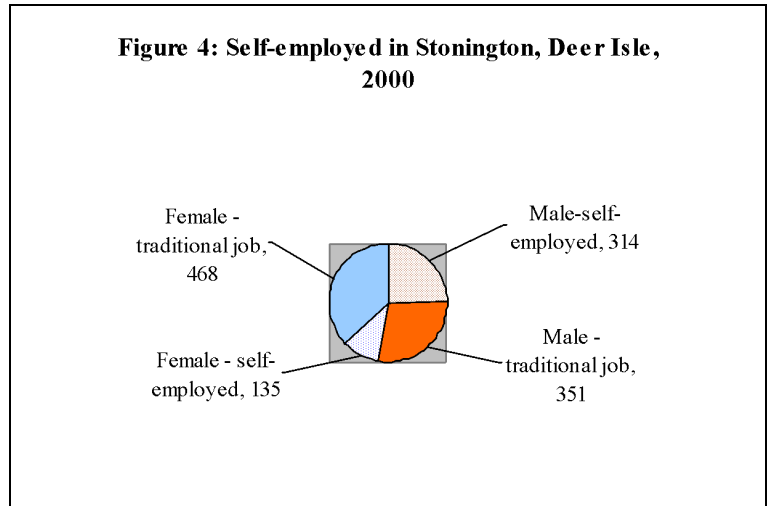 Figure 4: Self-employed in Stonington, Deer Isle,
2000
Female -
traditional job,
468
Male-self-
employed, 314
Female - self-
employed, 135
Male -
traditional job,
351